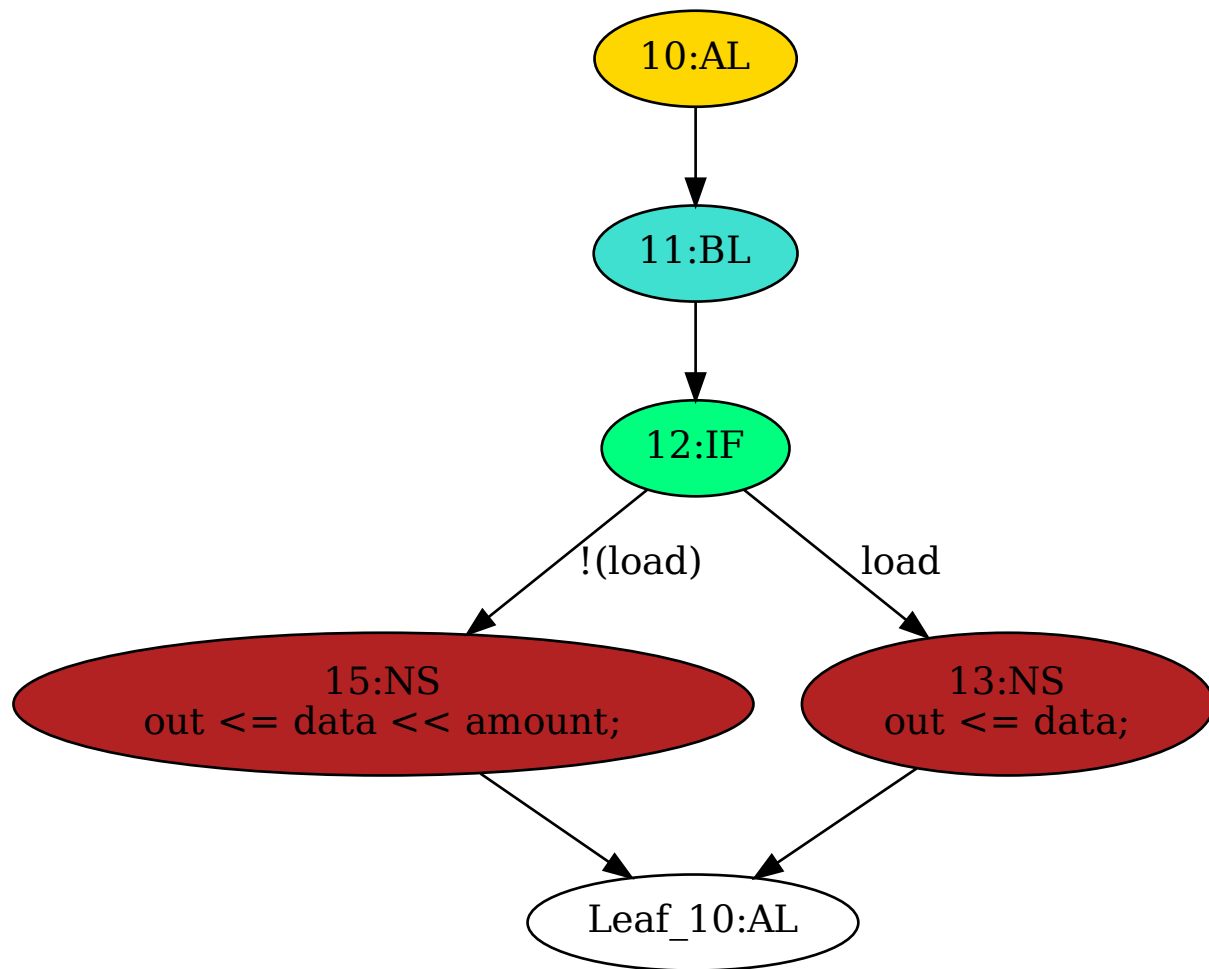 10:AL
11:BL
12:IF
!(load)
load
15:NS
out <= data << amount;
13:NS
out <= data;
Leaf_10:AL